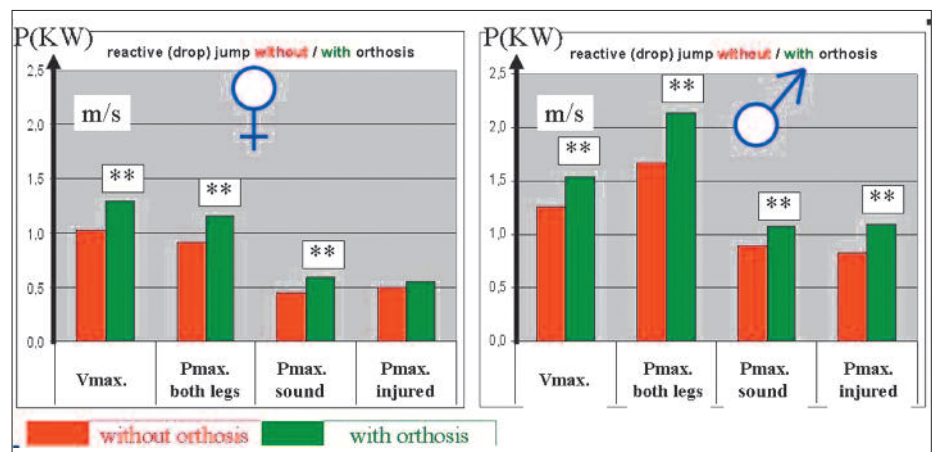 P(KW)
reactive (drop) jump without / with orthosis
2,5
2,0
1,5
1,0
0,5
0,0
m/s
**
**
**
Vmax.
Pmax.
both legs
Pmax.
sound
Pmax.
injured
P(KW)
reactive (drop) jump without / with orthosis
2,5
2,0
1,5
1,0
0,5
0,0
m/s
**
**
**
**
Vmax.
Pmax.
both legs
Pmax.
sound
Pmax.
injured
without orthosis
with orthosis